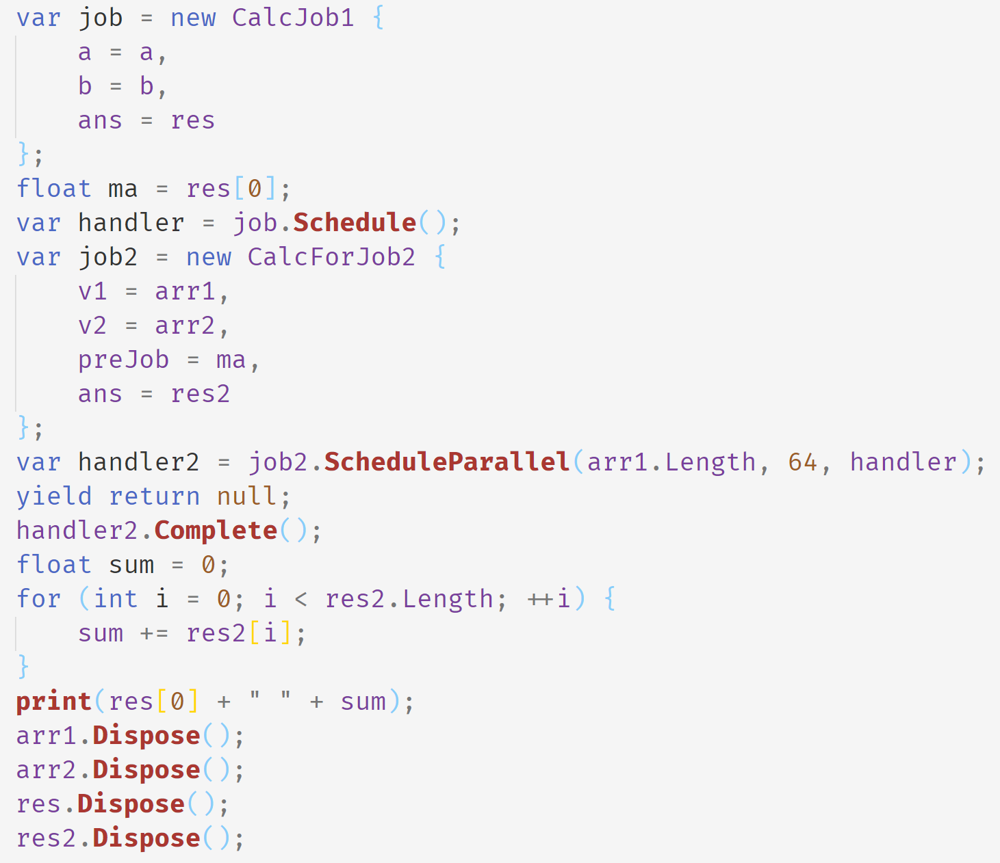 var job = new CalcJob1 {
    a = a,
    b = b,
    ans = res
};
float ma = res[0];
var handler = job.Schedule();
var job2 = new CalcForJob2 {
    v1 = arr1,
    v2 = arr2,
    preJob = ma,
    ans = res2
};
var handler2 = job2.ScheduleParallel(arr1.Length, 64, handler);
yield return null;
handler2.Complete();
float sum = 0;
for (int i = 0; i < res2.Length; ++i) {
    sum += res2[i];
}
print(res[0] + " " + sum);
arr1.Dispose();
arr2.Dispose();
res.Dispose();
res2.Dispose();